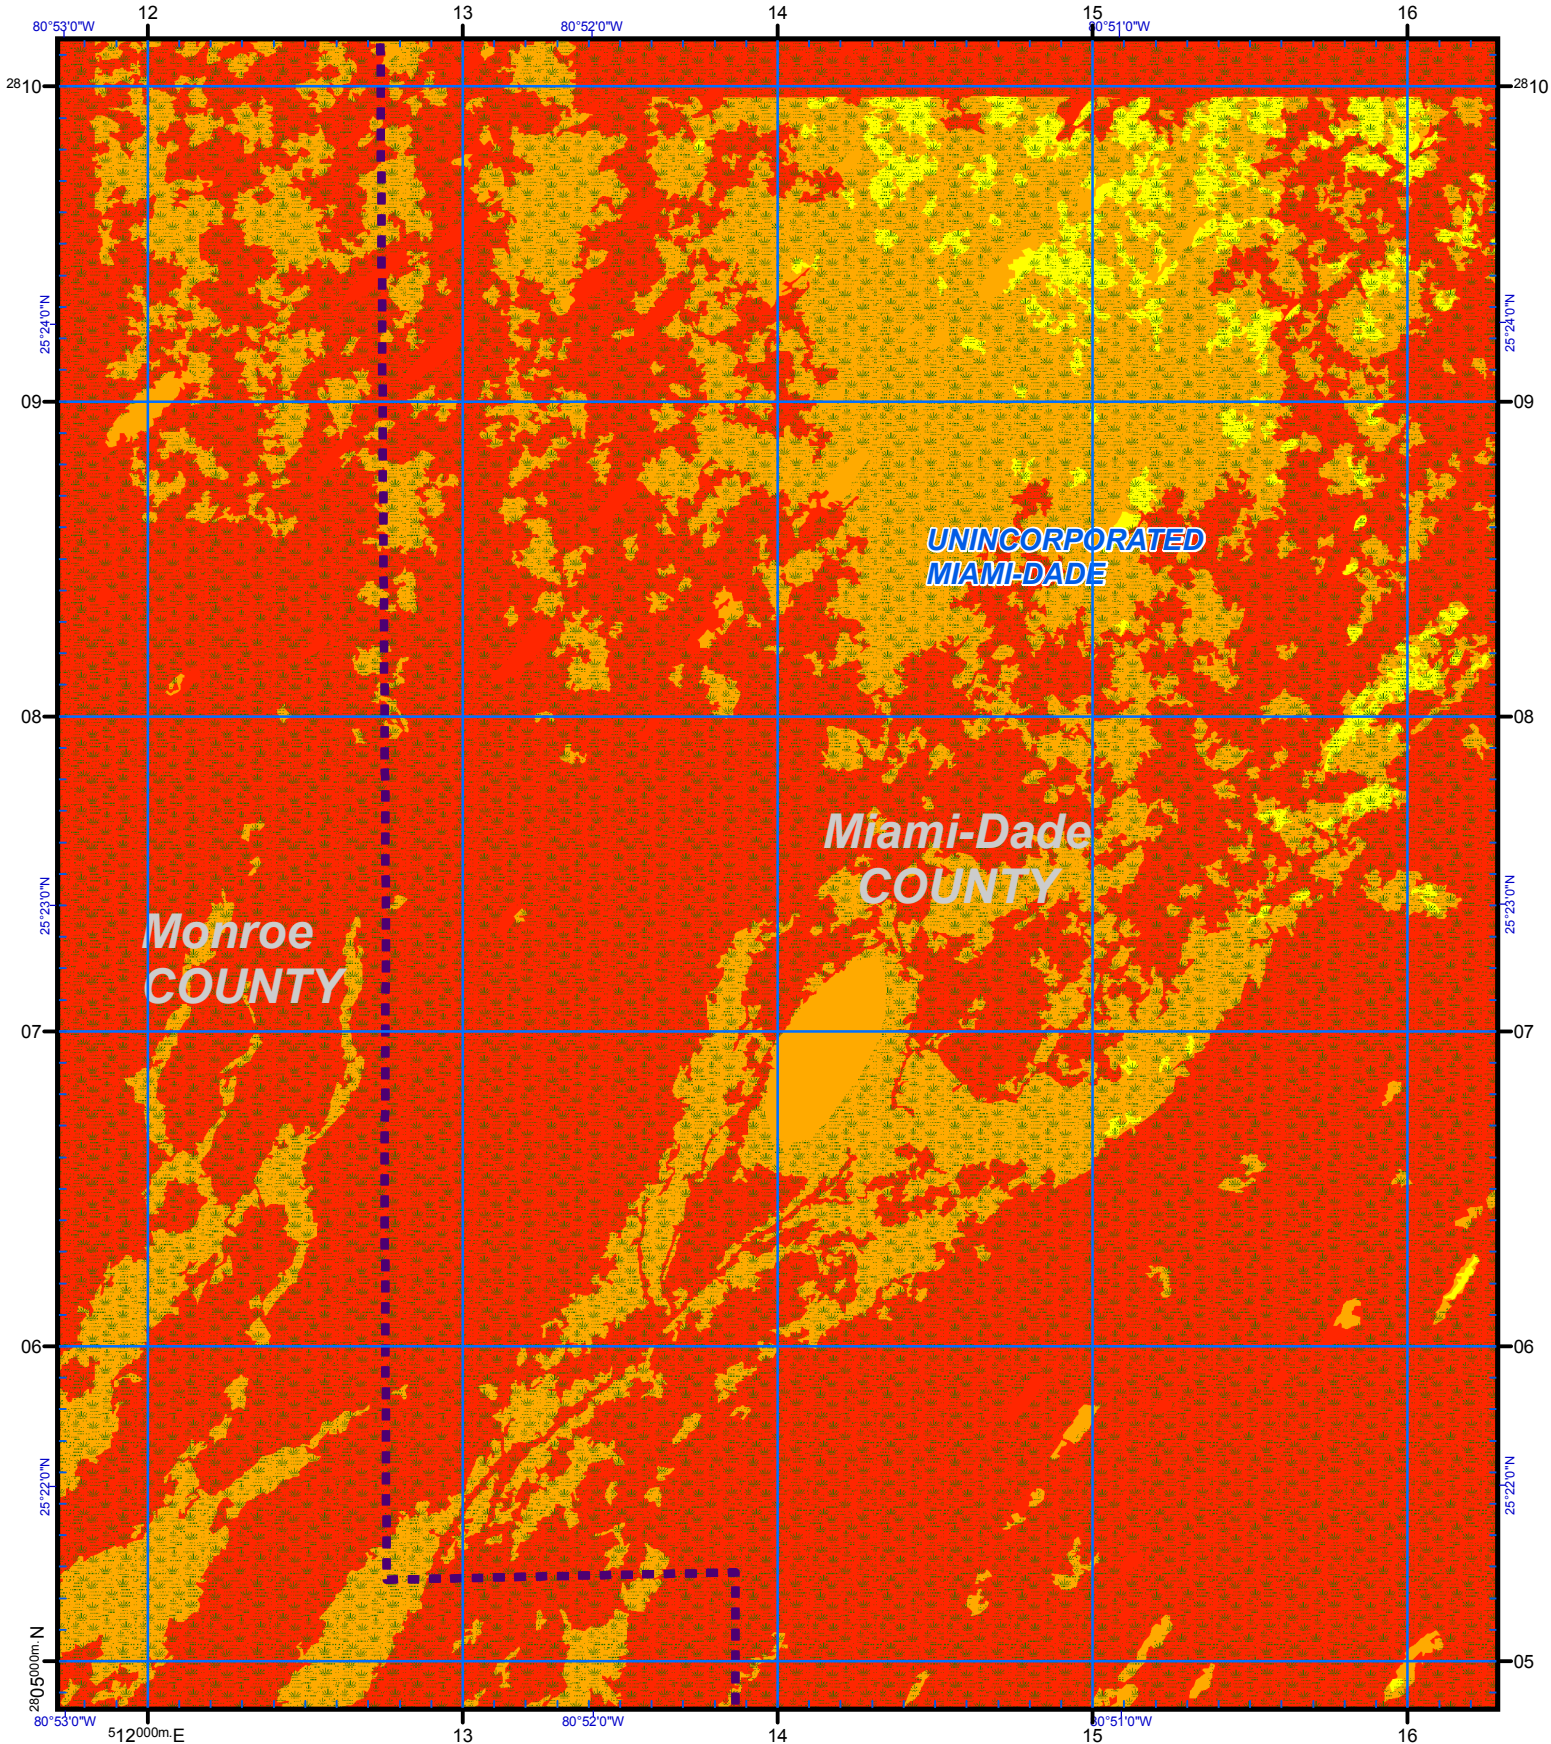 12 13 14 15 16
80°53'0"W 80°52'0"W 80°51'0"W
2810 2810
25°24'0"N 25°24'0"N
09 09
UNINCORPORATED
MIAMI-DADE
08 08
Miami-Dade
COUNTY
25°23'0"N 25°23'0"N
Monroe
COUNTY
07 07
06 06
25°22'0"N 25°22'0"N
2805000m. N 05
80°53'0"W 80°52'0"W 80°51'0"W
512000m. E 13 14 15 16